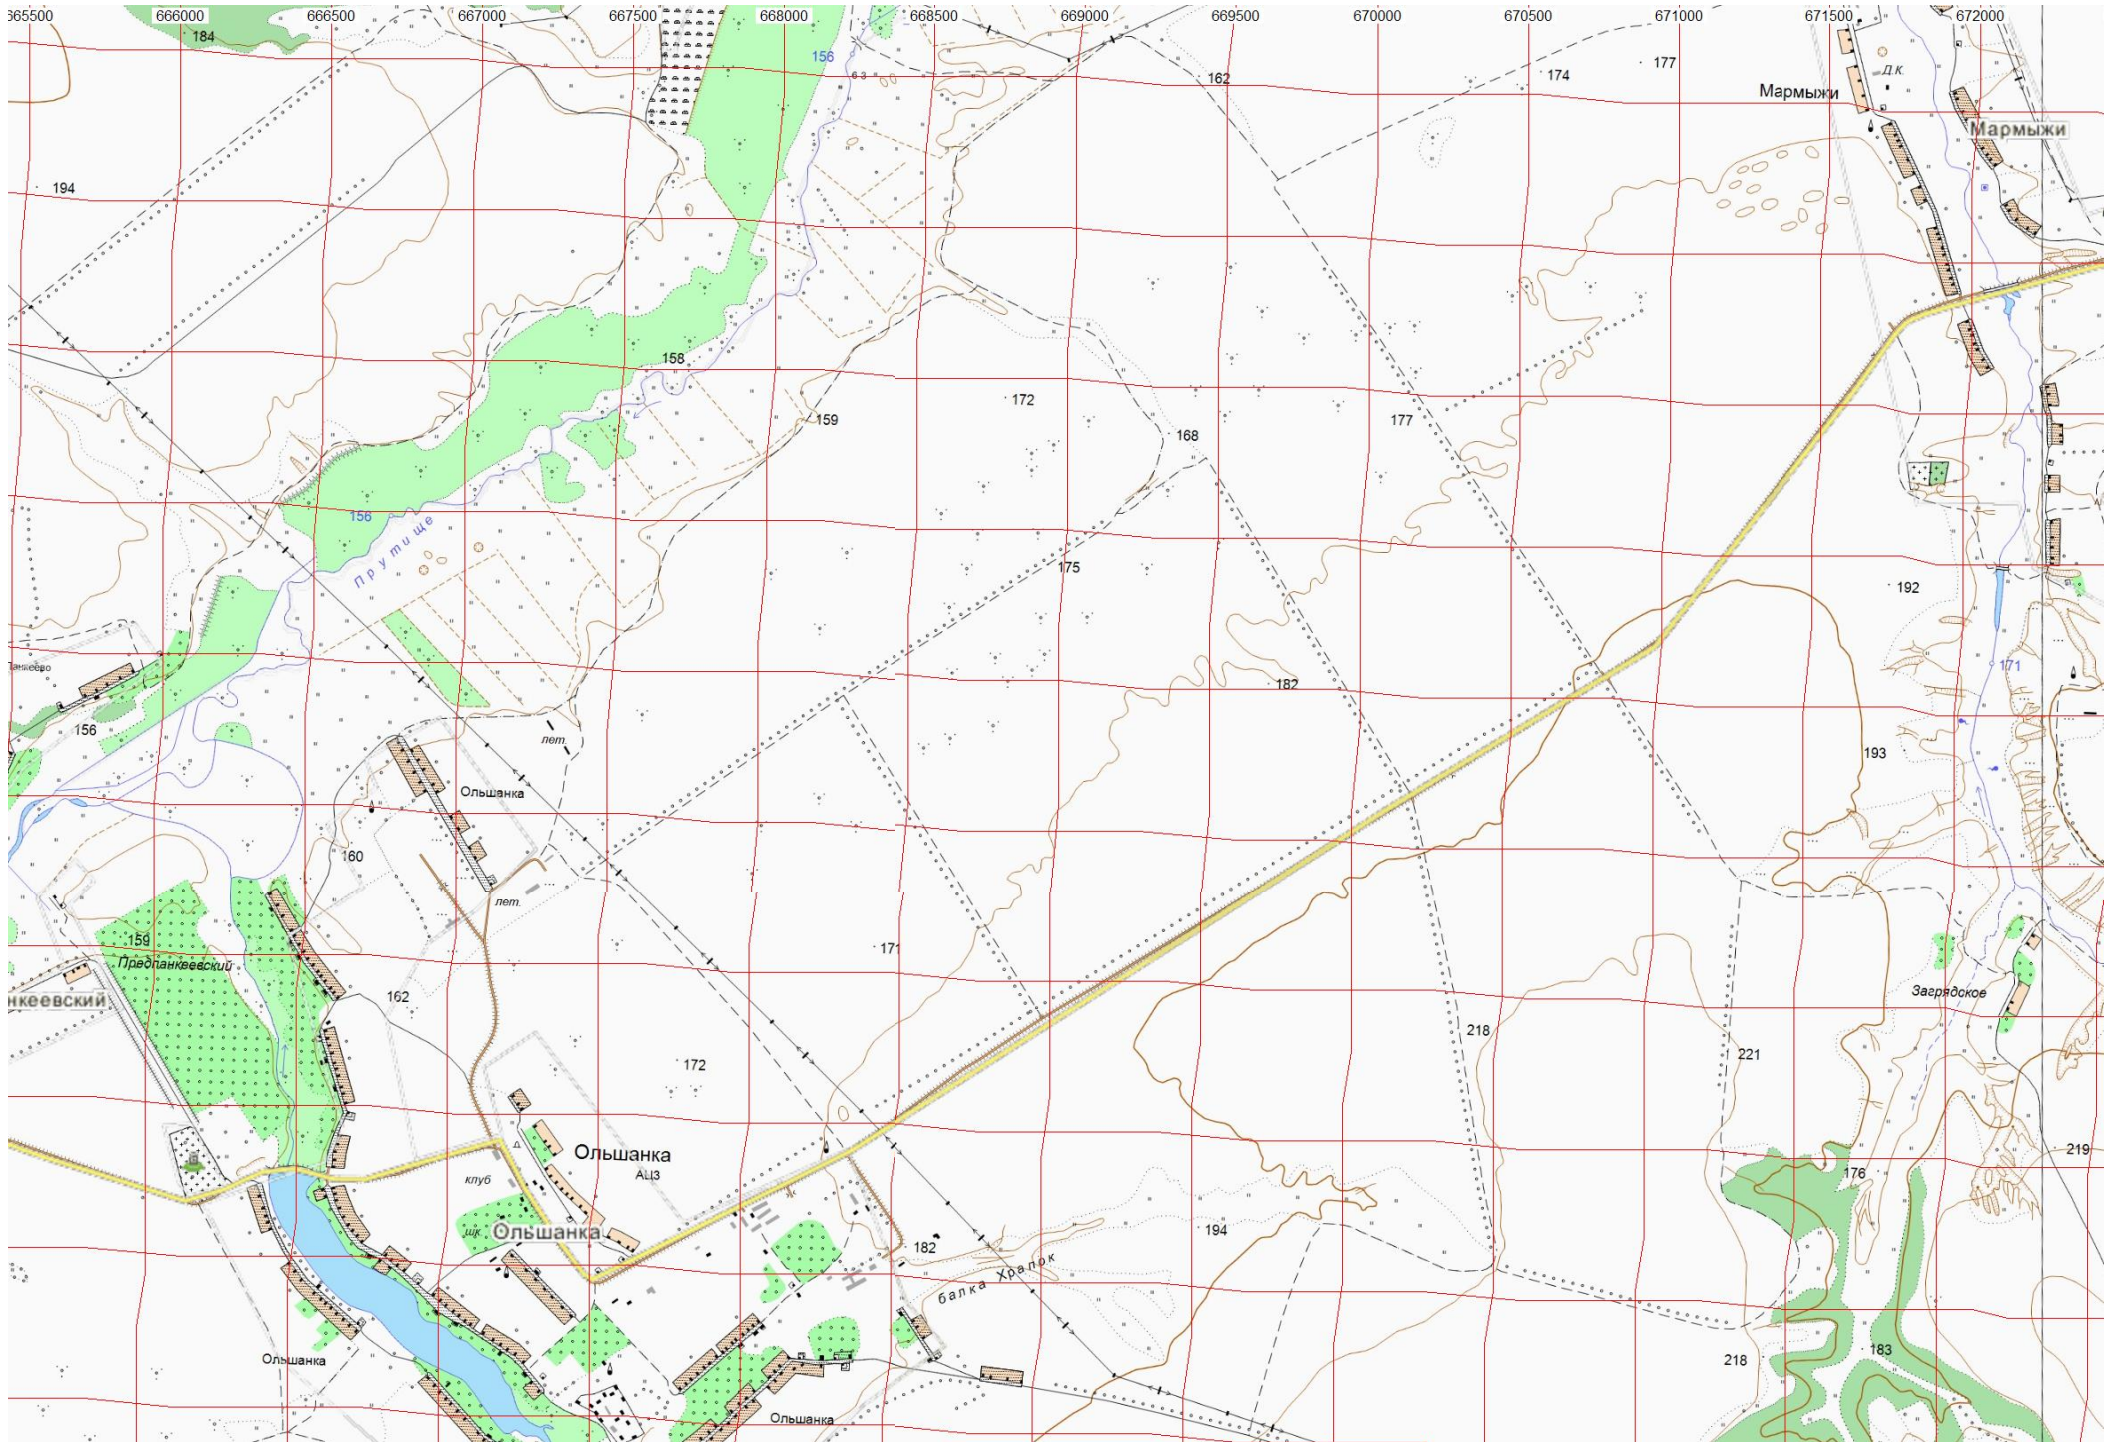 665500 666000 666500 667000 667500 668000 668500 669000 669500 670000 670500 671000 671500 672000
184
156
63
162
174
177
Д.К.
Мармыжи
Мармыжи
194
158
172
159
168
177
156
Прутище
175
192
171
182
156
лет.
193
Ольшанка
160
лет.
159
171
Предпанкеевский
нкеевский
162
Загрядское
218
221
172
Ольшанка
АЦЗ
219
176
клуб
шк.
Ольшанка
194
182
балка Храпок
183
218
Ольшанка
Ольшанка